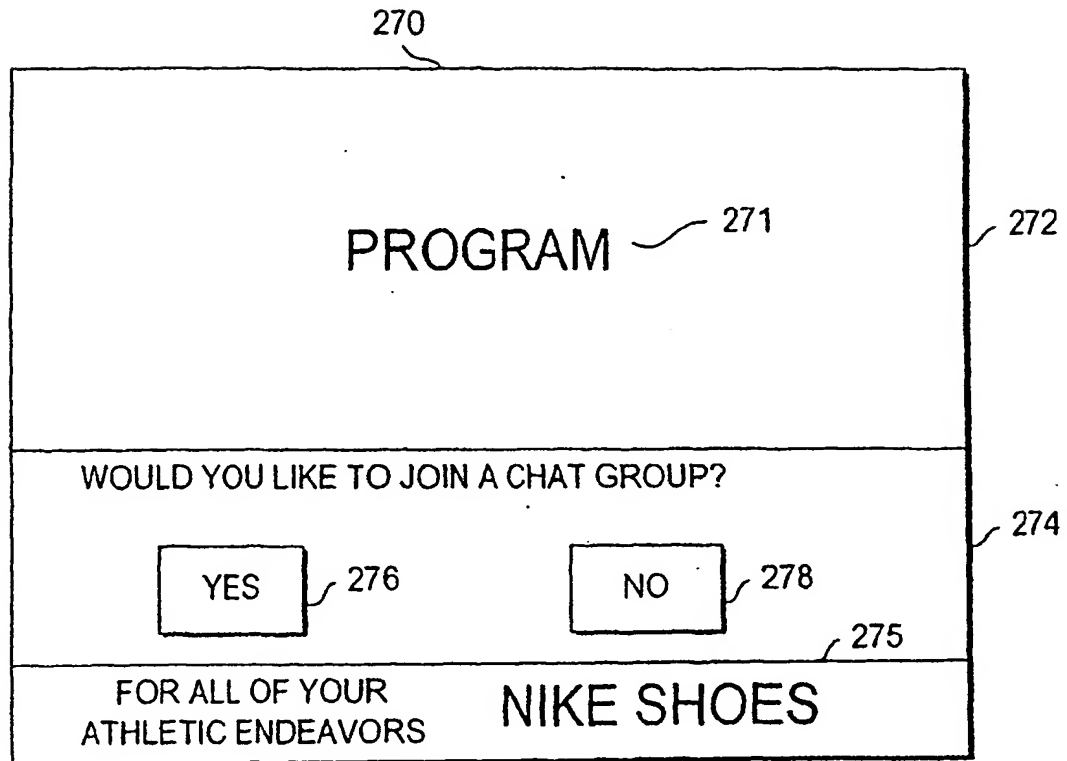 270
PROGRAM 271
272
WOULD YOU LIKE TO JOIN A CHAT GROUP?
274
YES 276 NO 278
275
FOR ALL OF YOUR
ATHLETIC ENDEAVORS
NIKE SHOES